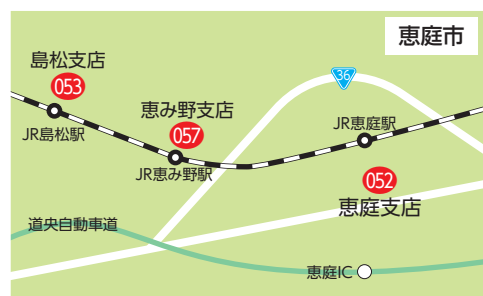 恵庭市
島松支店
053
36
恵み野支店
057
JR島松駅
JR恵庭駅
JR恵み野駅
052
恵庭支店
道央自動車道
恵庭IC